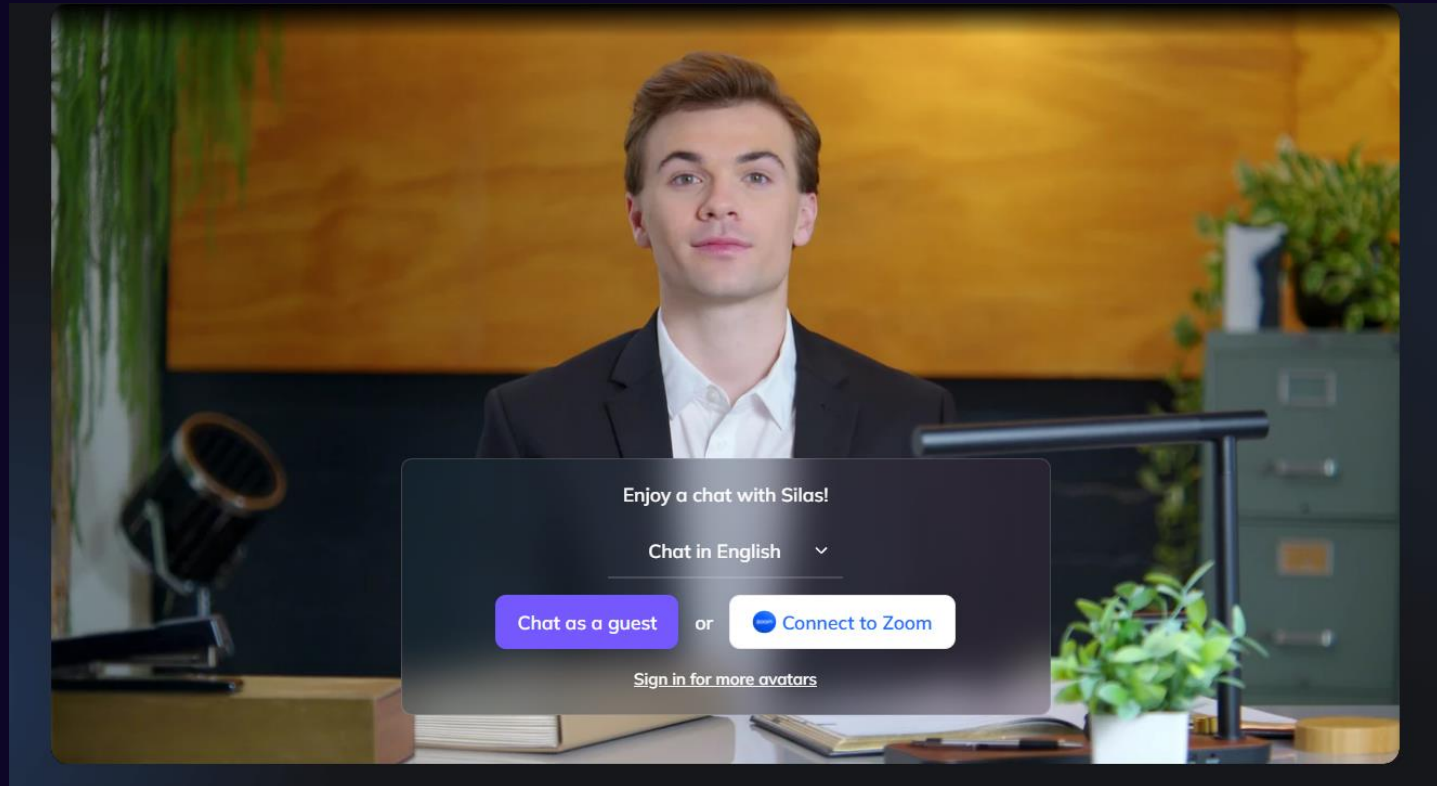 Enjoy a chat with Silas!
Chat in English
Chat as a guest or zoom Connect to Zoom
Sign in for more avatars